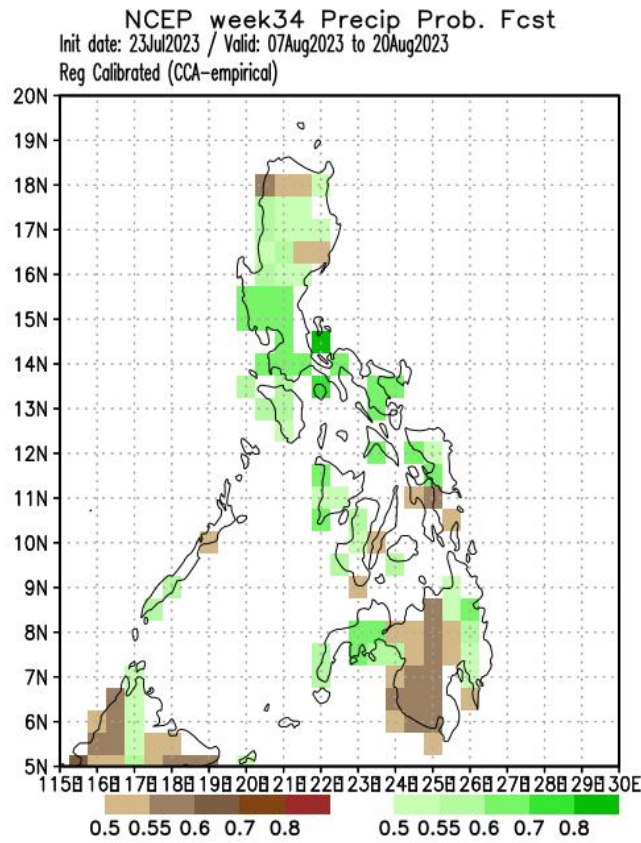 NCEP week34 Precip Prob. Fcst
Init date: 23Jul2023 / Valid: 07Aug2023 to 20Aug2023
Reg Calibrated (CCA-empirical)
20N
19N
18N
17N
16N
15N
14N
13N
12N
11N
10N
9N
8N
7N
6N
5N
115E 116E 117E 118E 119E 120E 121E 122E 123E 124E 125E 126E 127E 128E 129E 130E
0.5 0.55 0.6 0.7 0.8 0.5 0.55 0.6 0.7 0.8